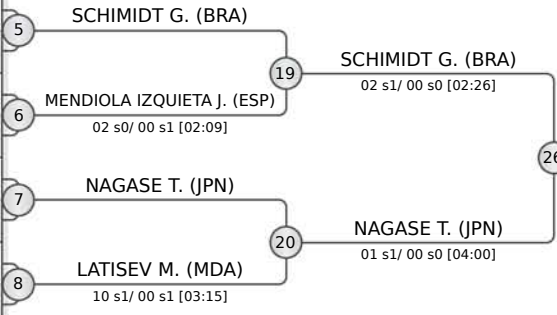 SCHIMIDT G. (BRA)
5
19
SCHIMIDT G. (BRA)
02 s1/ 00 s0 [02:26]
MENDIOLA IZQUIETA J. (ESP)
6
02 s0/ 00 s1 [02:09]
26
NAGASE T. (JPN)
7
20
NAGASE T. (JPN)
01 s1/ 00 s0 [04:00]
LATISEV M. (MDA)
8
10 s1/ 00 s1 [03:15]